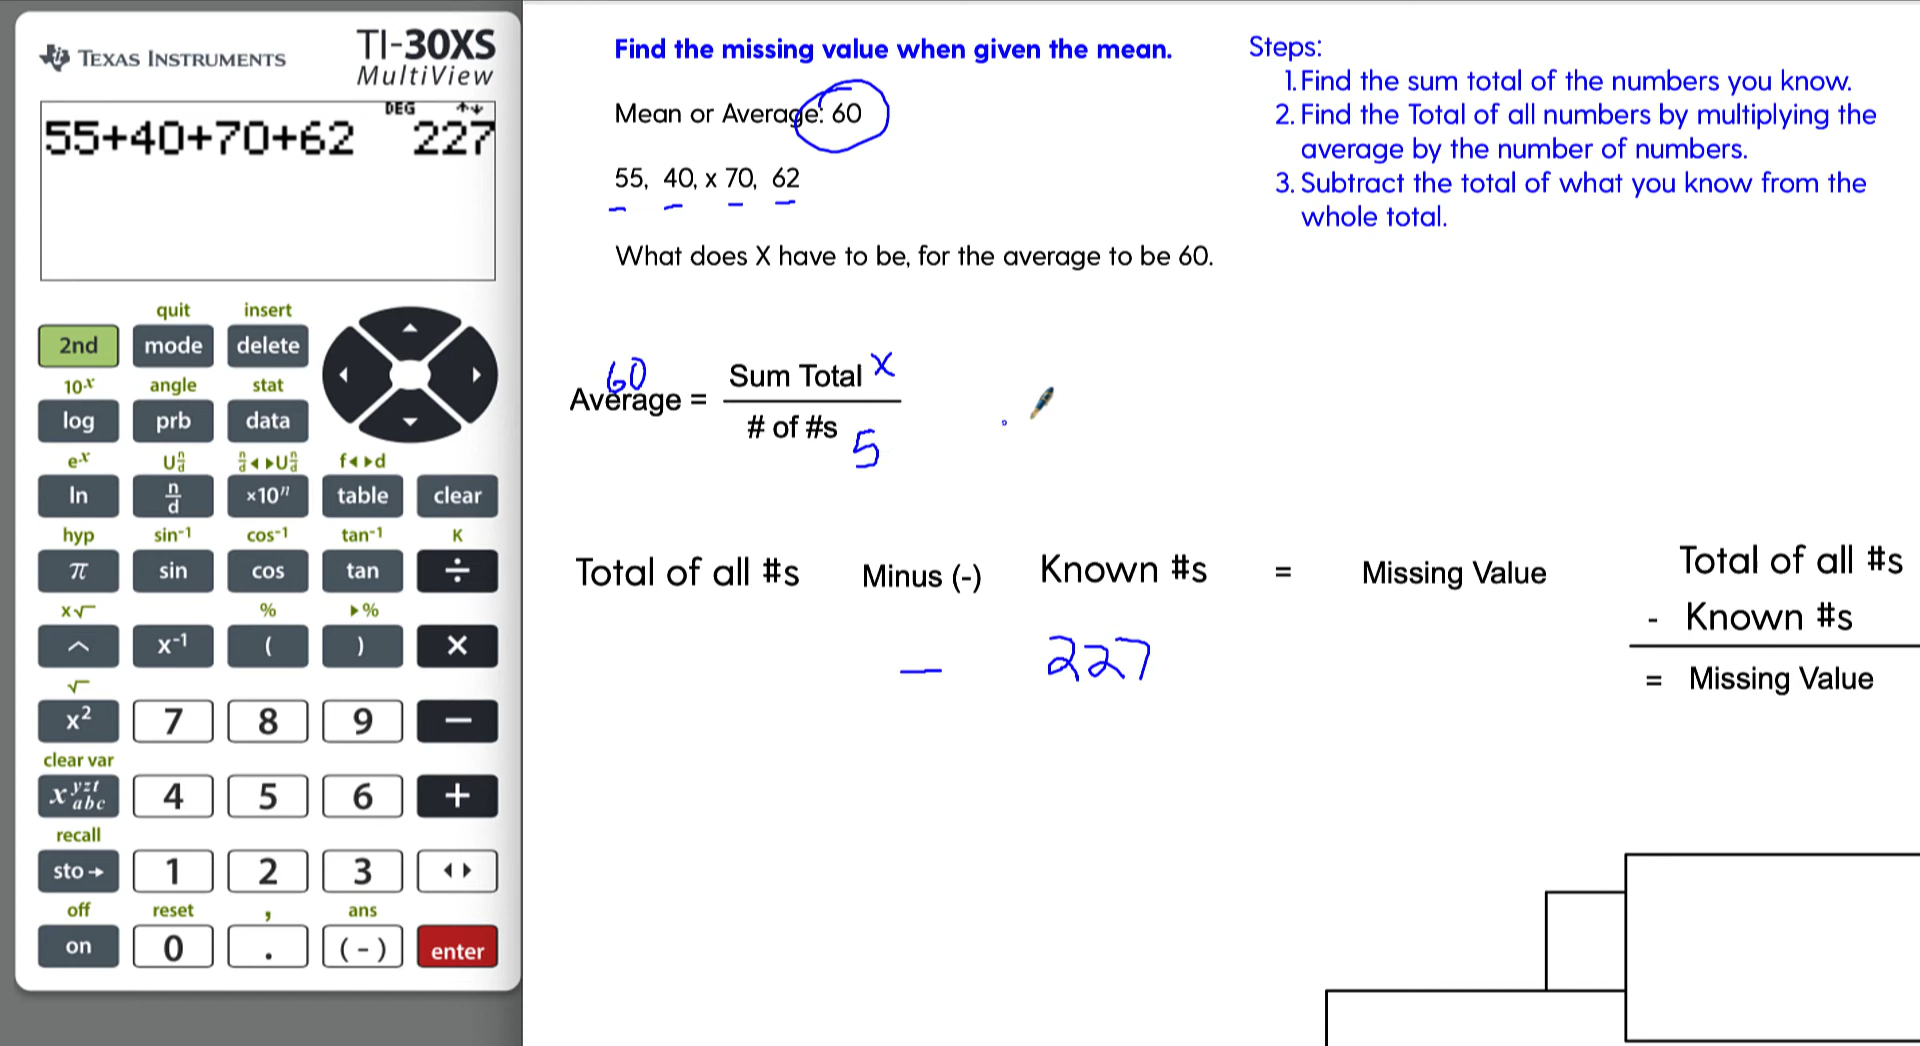 TEXAS INSTRUMENTS
TI-30XS
MultiView
DEG
55+40+70+62 227
quit insert
2nd mode delete
10ˣ angle stat
log prb data
eˣ U n/d n/d ◂▸U n/d f◂▸d
ln n/d ×10ⁿ table clear
hyp sin⁻¹ cos⁻¹ tan⁻¹ K
π sin cos tan ÷
ˣ√ % ▸%
^ x⁻¹ ( ) ×
√
x² 7 8 9 −
clear var
x yzt abc 4 5 6 +
recall
sto→ 1 2 3 ◂▸
off reset , ans
on 0 . (-) enter
Find the missing value when given the mean.
Mean or Average: 60
55, 40, x 70, 62
What does X have to be, for the average to be 60.
Steps:
1. Find the sum total of the numbers you know.
2. Find the Total of all numbers by multiplying the
average by the number of numbers.
3. Subtract the total of what you know from the
whole total.
60
Average =
Sum Total x
# of #s 5
Total of all #s Minus (-) Known #s = Missing Value
— 227
Total of all #s
- Known #s
= Missing Value